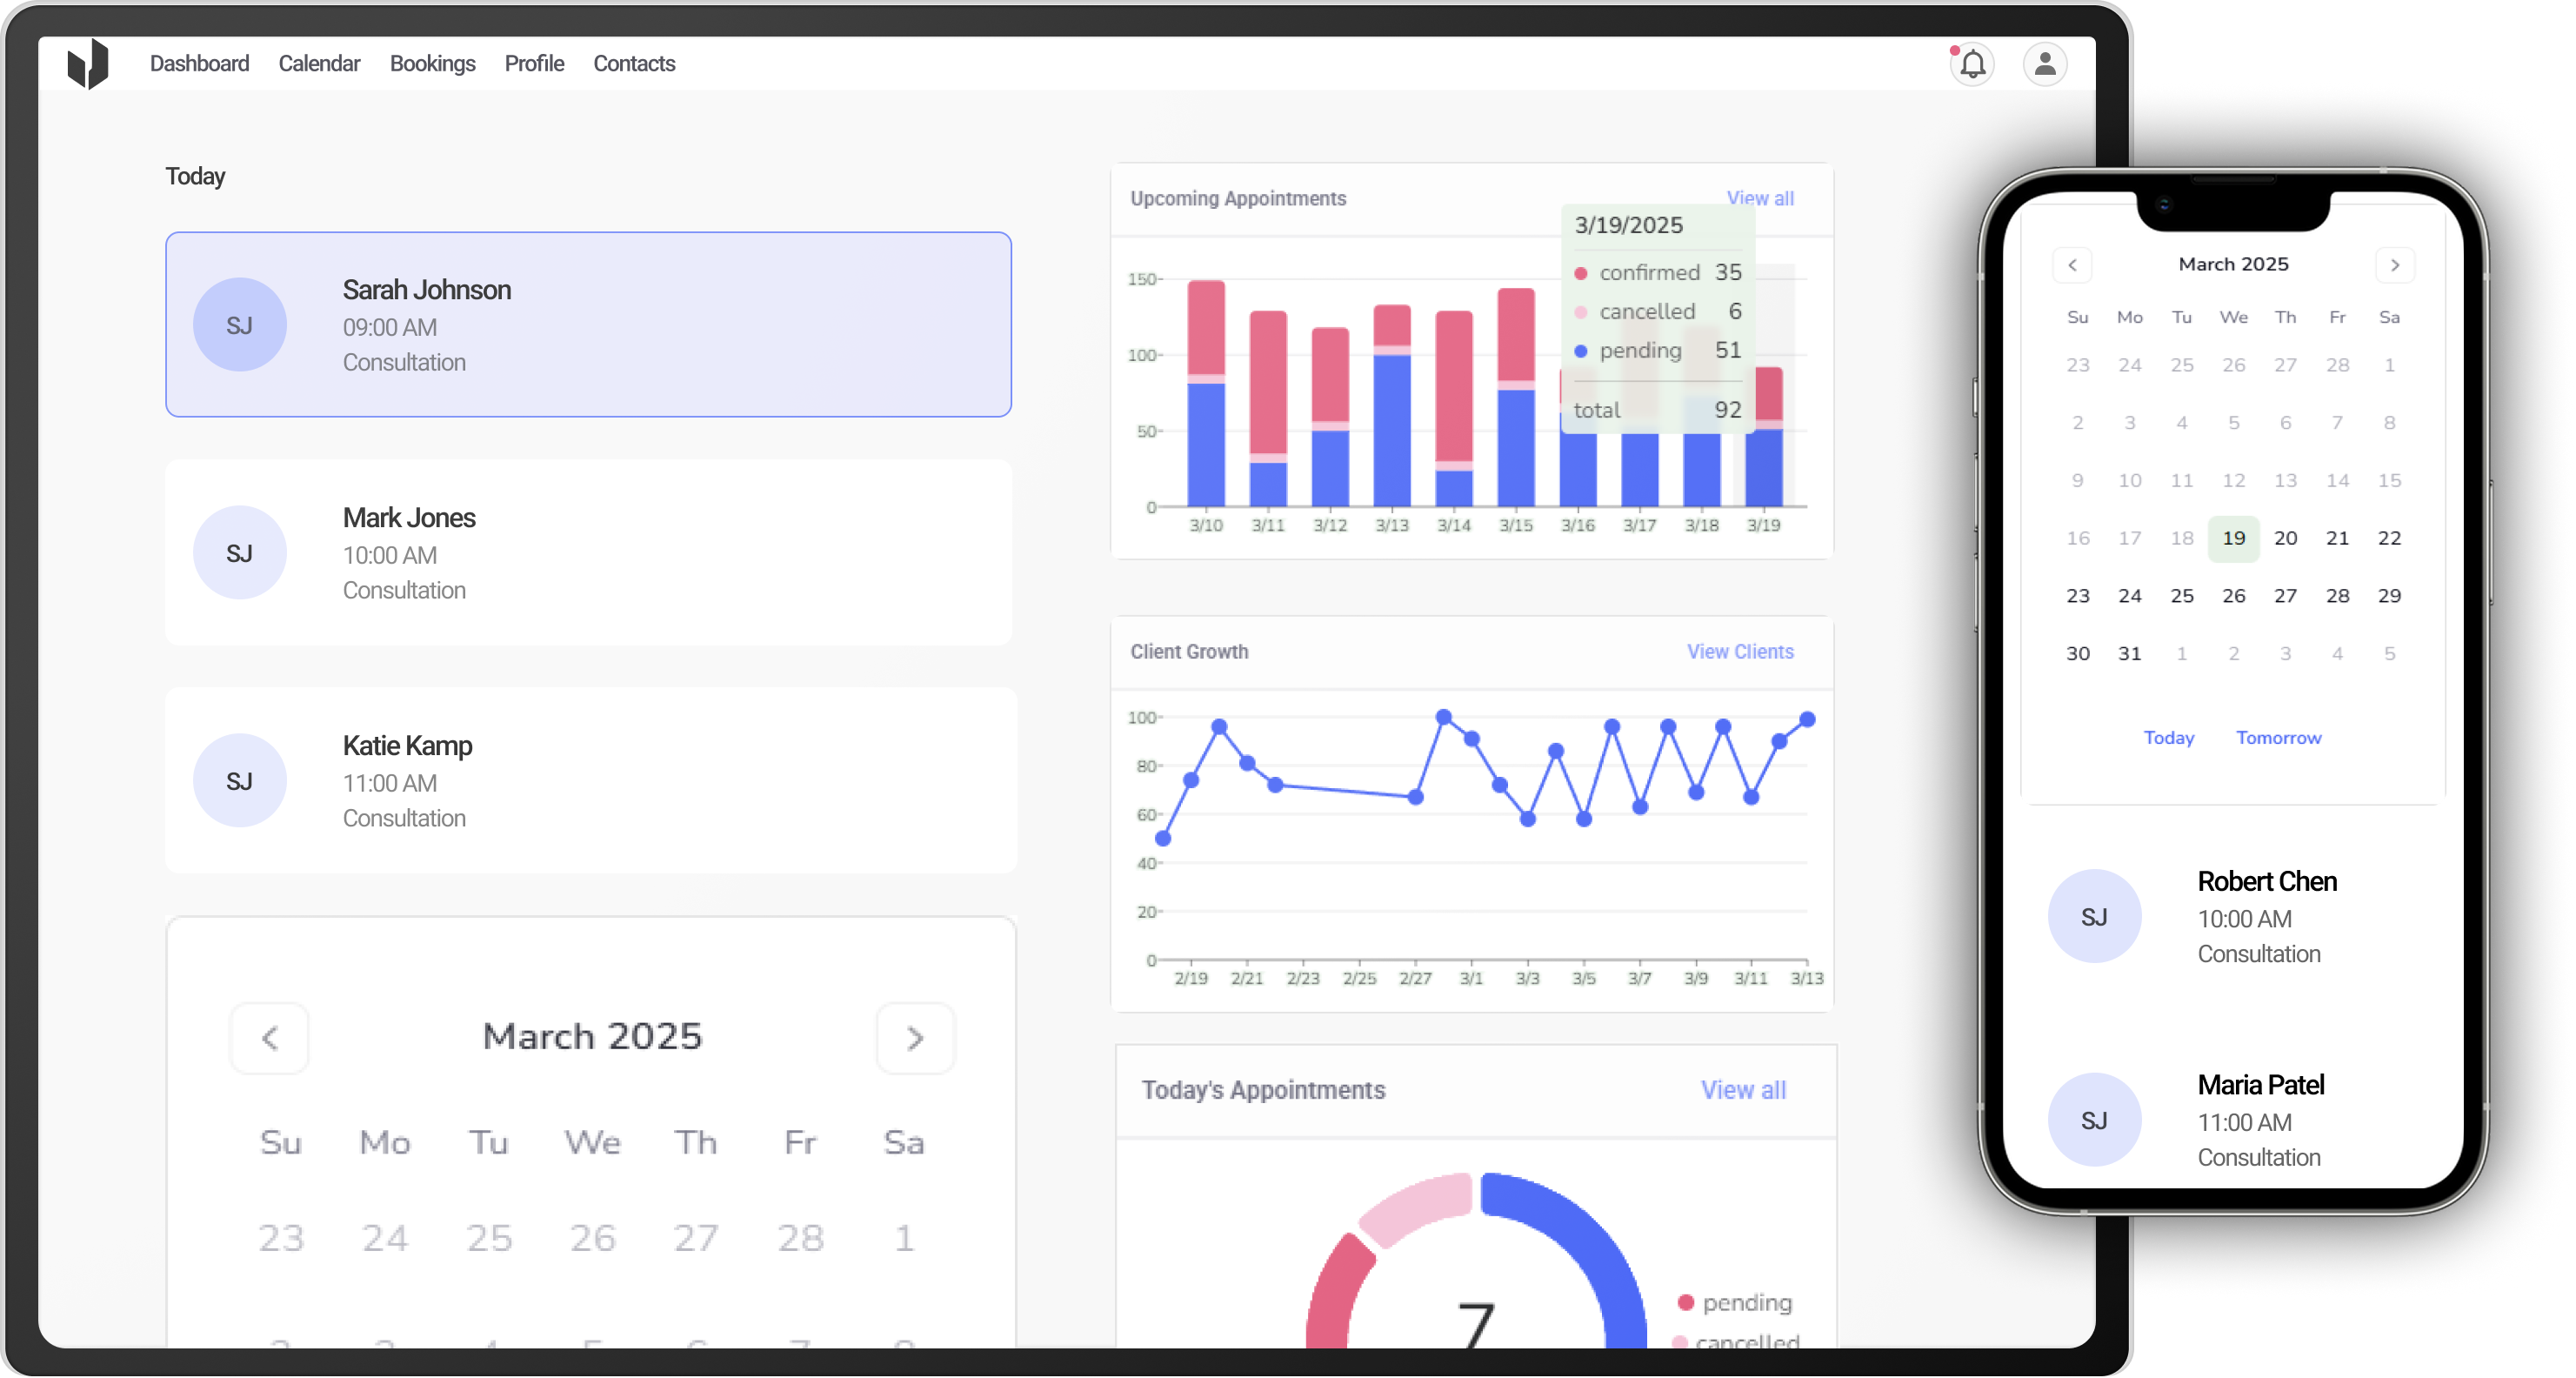 Dashboard Calendar Bookings Profile Contacts
Today
SJ
Sarah Johnson
09:00 AM
Consultation
SJ
Mark Jones
10:00 AM
Consultation
SJ
Katie Kamp
11:00 AM
Consultation
March 2025
Su Mo Tu We Th Fr Sa
23 24 25 26 27 28 1
Upcoming Appointments View all
3/19/2025
confirmed 35
cancelled 6
pending 51
total 92
150
100
50
0
3/10 3/11 3/12 3/13 3/14 3/15 3/16 3/17 3/18 3/19
Client Growth View Clients
100
80
60
40
20
0
2/19 2/21 2/23 2/25 2/27 3/1 3/3 3/5 3/7 3/9 3/11 3/13
Today's Appointments View all
7
pending
cancelled
March 2025
Su Mo Tu We Th Fr Sa
23 24 25 26 27 28 1
2 3 4 5 6 7 8
9 10 11 12 13 14 15
16 17 18 19 20 21 22
23 24 25 26 27 28 29
30 31 1 2 3 4 5
Today Tomorrow
SJ
Robert Chen
10:00 AM
Consultation
SJ
Maria Patel
11:00 AM
Consultation